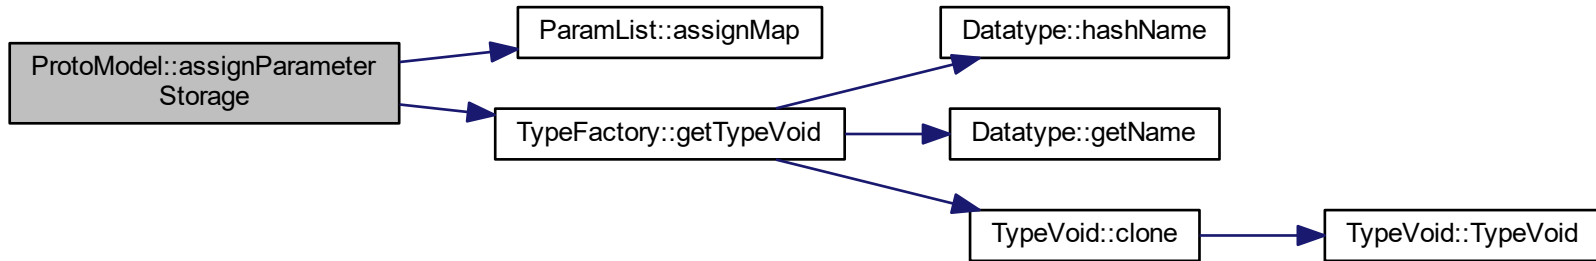 ProtoModel::assignParameter
Storage
ParamList::assignMap
TypeFactory::getTypeVoid
Datatype::hashName
Datatype::getName
TypeVoid::clone
TypeVoid::TypeVoid